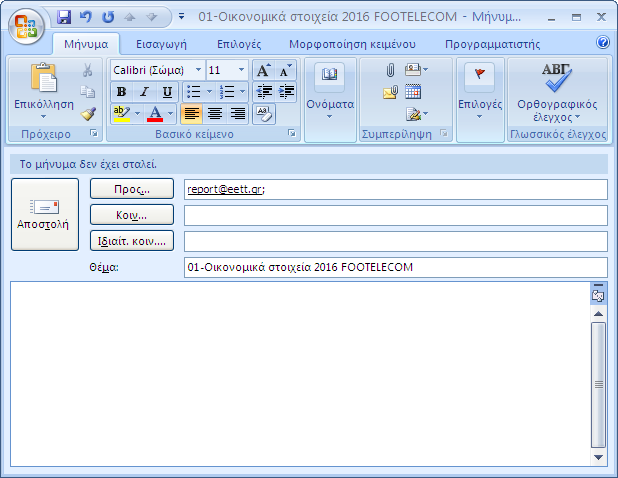 01-Οικονομικά στοιχεία 2016 FOOTELECOM - Μήνυμ...
Μήνυμα Εισαγωγή Επιλογές Μορφοποίηση κειμένου Προγραμματιστής
Επικόλληση
Πρόχειρο
Calibri (Σώμα) 11 A A
B I U
ab A
Βασικό κείμενο
Ονόματα
Συμπερίληψη
Επιλογές
ABΓ
Ορθογραφικός
έλεγχος
Γλωσσικός έλεγχος
Το μήνυμα δεν έχει σταλεί.
Αποστολή
Προς... report@eett.gr;
Κοιν...
Ιδιαίτ. κοιν....
Θέμα: 01-Οικονομικά στοιχεία 2016 FOOTELECOM